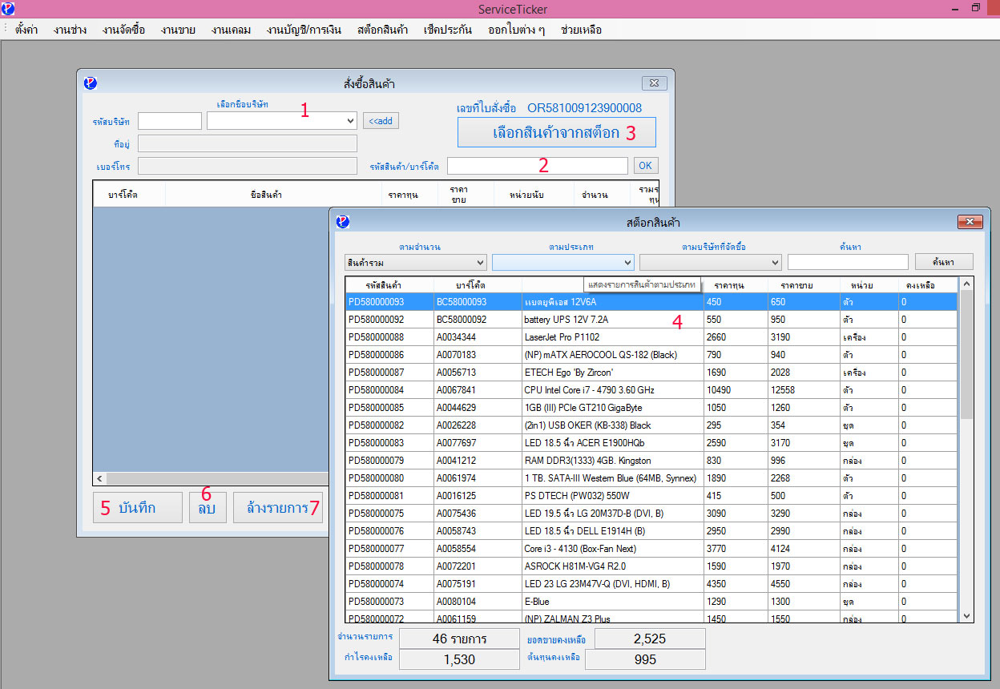 ServiceTicker
ตั้งค่า งานช่าง งานจัดซื้อ งานขาย งานเคลม งานบัญชี/การเงิน สต็อกสินค้า เช็คประกัน ออกใบต่าง ๆ ช่วยเหลือ
สั่งซื้อสินค้า
เลือกชื่อบริษัท 1
เลขที่ใบสั่งซื้อ OR581009123900008
รหัสบริษัท <<add
เลือกสินค้าจากสต็อก 3
ที่อยู่
เบอร์โทร รหัสสินค้า/บาร์โค้ต 2 OK
บาร์โค้ต ชื่อสินค้า ราคาทุน ราคาขาย หน่วยนับ จำนวน
5 บันทึก 6 ลบ ล้างรายการ 7
สต็อกสินค้า
ตามจำนวน ตามประเภท ตามบริษัทที่จัดซื้อ ค้นหา
สินค้ารวม ค้นหา
แสดงรายการสินค้าตามประเภท
รหัสสินค้า บาร์โค้ต ราคาทุน ราคาขาย หน่วย คงเหลือ
PD580000093 BC58000093 แบตยูพีเอส 12V6A 450 650 ตัว 0
PD580000092 BC58000092 battery UPS 12V 7.2A 4 550 950 ตัว 0
PD580000088 A0034344 LaserJet Pro P1102 2660 3190 เครื่อง 0
PD580000086 A0070183 (NP) mATX AEROCOOL QS-182 (Black) 790 940 ตัว 0
PD580000087 A0056713 ETECH Ego 'By Zircon' 1690 2028 เครื่อง 0
PD580000084 A0067841 CPU Intel Core i7 - 4790 3.60 GHz 10490 12558 ตัว 0
PD580000085 A0044629 1GB (III) PCIe GT210 GigaByte 1050 1260 ตัว 0
PD580000082 A0026228 (2in1) USB OKER (KB-338) Black 295 354 ชุด 0
PD580000083 A0077697 LED 18.5 นิ้ว ACER E1900HQb 2590 3170 ชุด 0
PD580000079 A0041212 RAM DDR3(1333) 4GB. Kingston 830 996 กล่อง 0
PD580000080 A0061974 1 TB. SATA-III Western Blue (64MB, Synnex) 1890 2268 ตัว 0
PD580000081 A0016125 PS DTECH (PW032) 550W 415 500 ตัว 0
PD580000075 A0075436 LED 19.5 นิ้ว LG 20M37D-B (DVI, B) 3090 3290 กล่อง 0
PD580000076 A0058743 LED 18.5 นิ้ว DELL E1914H (B) 2950 2990 กล่อง 0
PD580000077 A0058554 Core i3 - 4130 (Box-Fan Next) 3770 4124 กล่อง 0
PD580000078 A0072201 ASROCK H81M-VG4 R2.0 1590 1970 กล่อง 0
PD580000074 A0075191 LED 23 LG 23M47V-Q (DVI, HDMI, B) 4350 4550 กล่อง 0
PD580000073 A0080104 E-Blue 1290 1300 ชุด 0
PD580000072 A0061159 (NP) ZALMAN Z3 Plus 1450 1550 กล่อง 0
จำนวนรายการ 46 รายการ ยอดขายคงเหลือ 2,525
กำไรคงเหลือ 1,530 ต้นทุนคงเหลือ 995